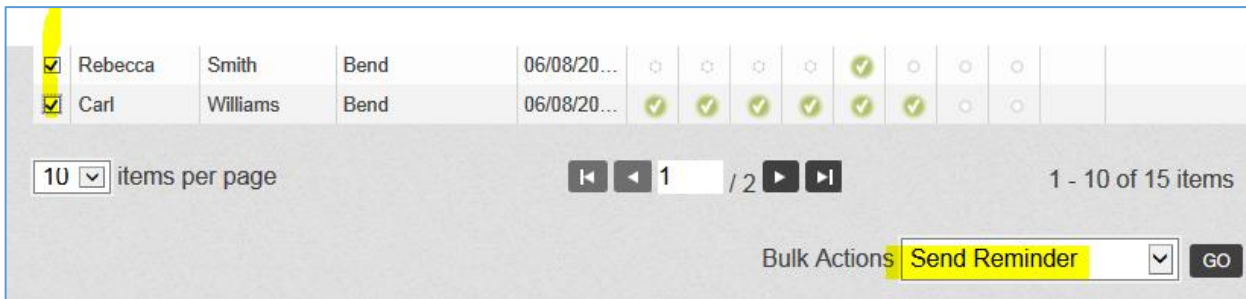 Rebecca Smith Bend 06/08/20...
Carl Williams Bend 06/08/20...
10 items per page 1 / 2 1 - 10 of 15 items
Bulk Actions Send Reminder GO